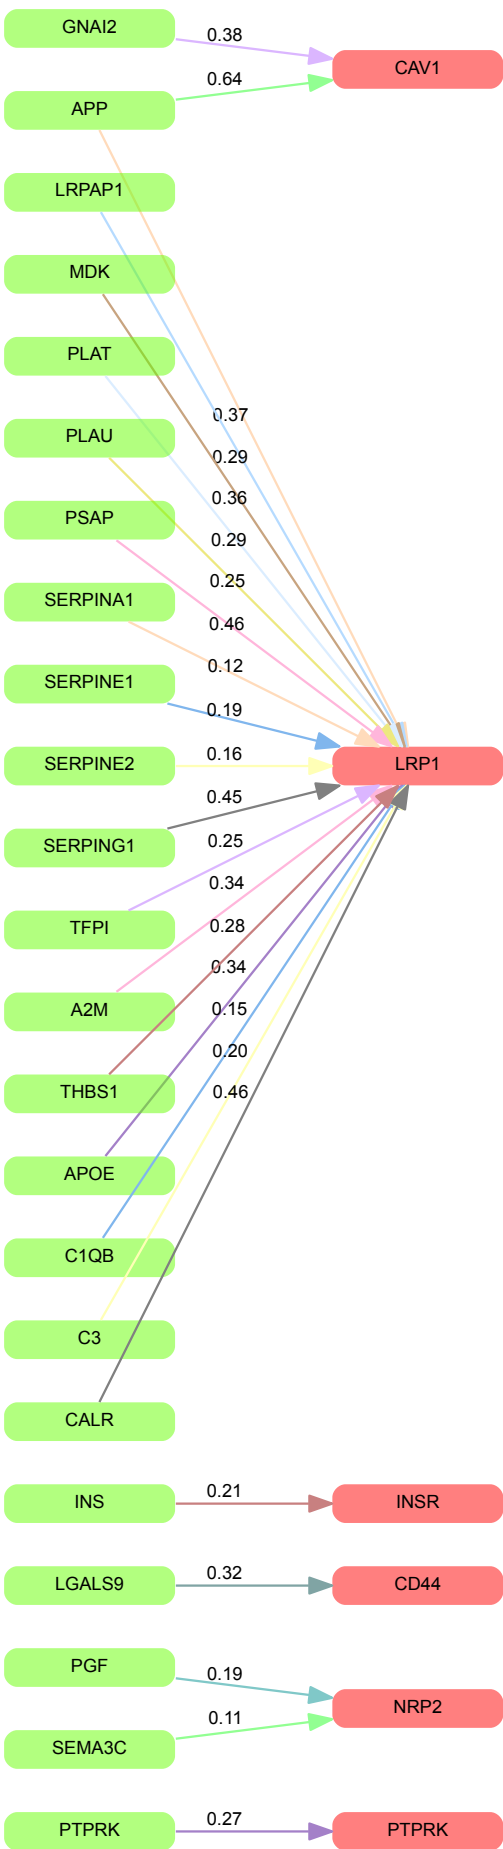 GNAI2
0.38
CAV1
0.64
APP
LRPAP1
MDK
PLAT
0.37
PLAU
0.29
0.36
PSAP
0.29
0.25
SERPINA1
0.46
0.12
SERPINE1
0.19
0.16
SERPINE2
LRP1
0.45
SERPING1
0.25
0.34
TFPI
0.28
0.34
A2M
0.15
0.20
THBS1
0.46
APOE
C1QB
C3
CALR
0.21
INS
INSR
0.32
LGALS9
CD44
PGF
0.19
NRP2
0.11
SEMA3C
0.27
PTPRK
PTPRK